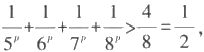 1/5^p + 1/6^p + 1/7^p + 1/8^p > 4/8 = 1/2 ,